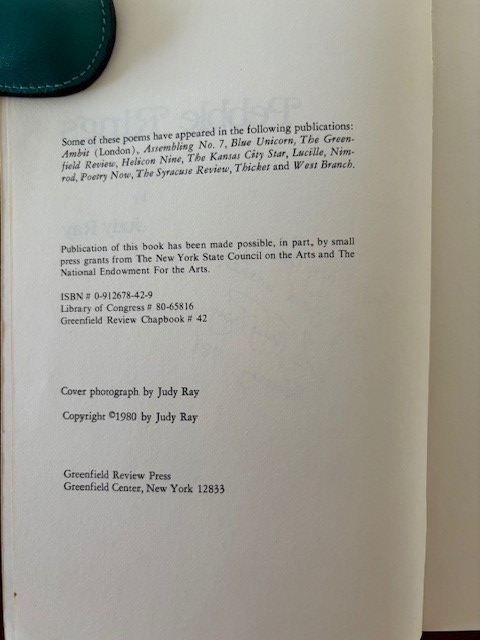 Some of these poems have appeared in the following publications:
Ambit (London), Assembling No. 7, Blue Unicorn, The Green-
field Review, Helicon Nine, The Kansas City Star, Lucille, Nim-
rod, Poetry Now, The Syracuse Review, Thicket and West Branch.
Publication of this book has been made possible, in part, by small
press grants from The New York State Council on the Arts and The
National Endowment For the Arts.
ISBN # 0-912678-42-9
Library of Congress # 80-65816
Greenfield Review Chapbook # 42
Cover photograph by Judy Ray
Copyright ©1980 by Judy Ray
Greenfield Review Press
Greenfield Center, New York 12833